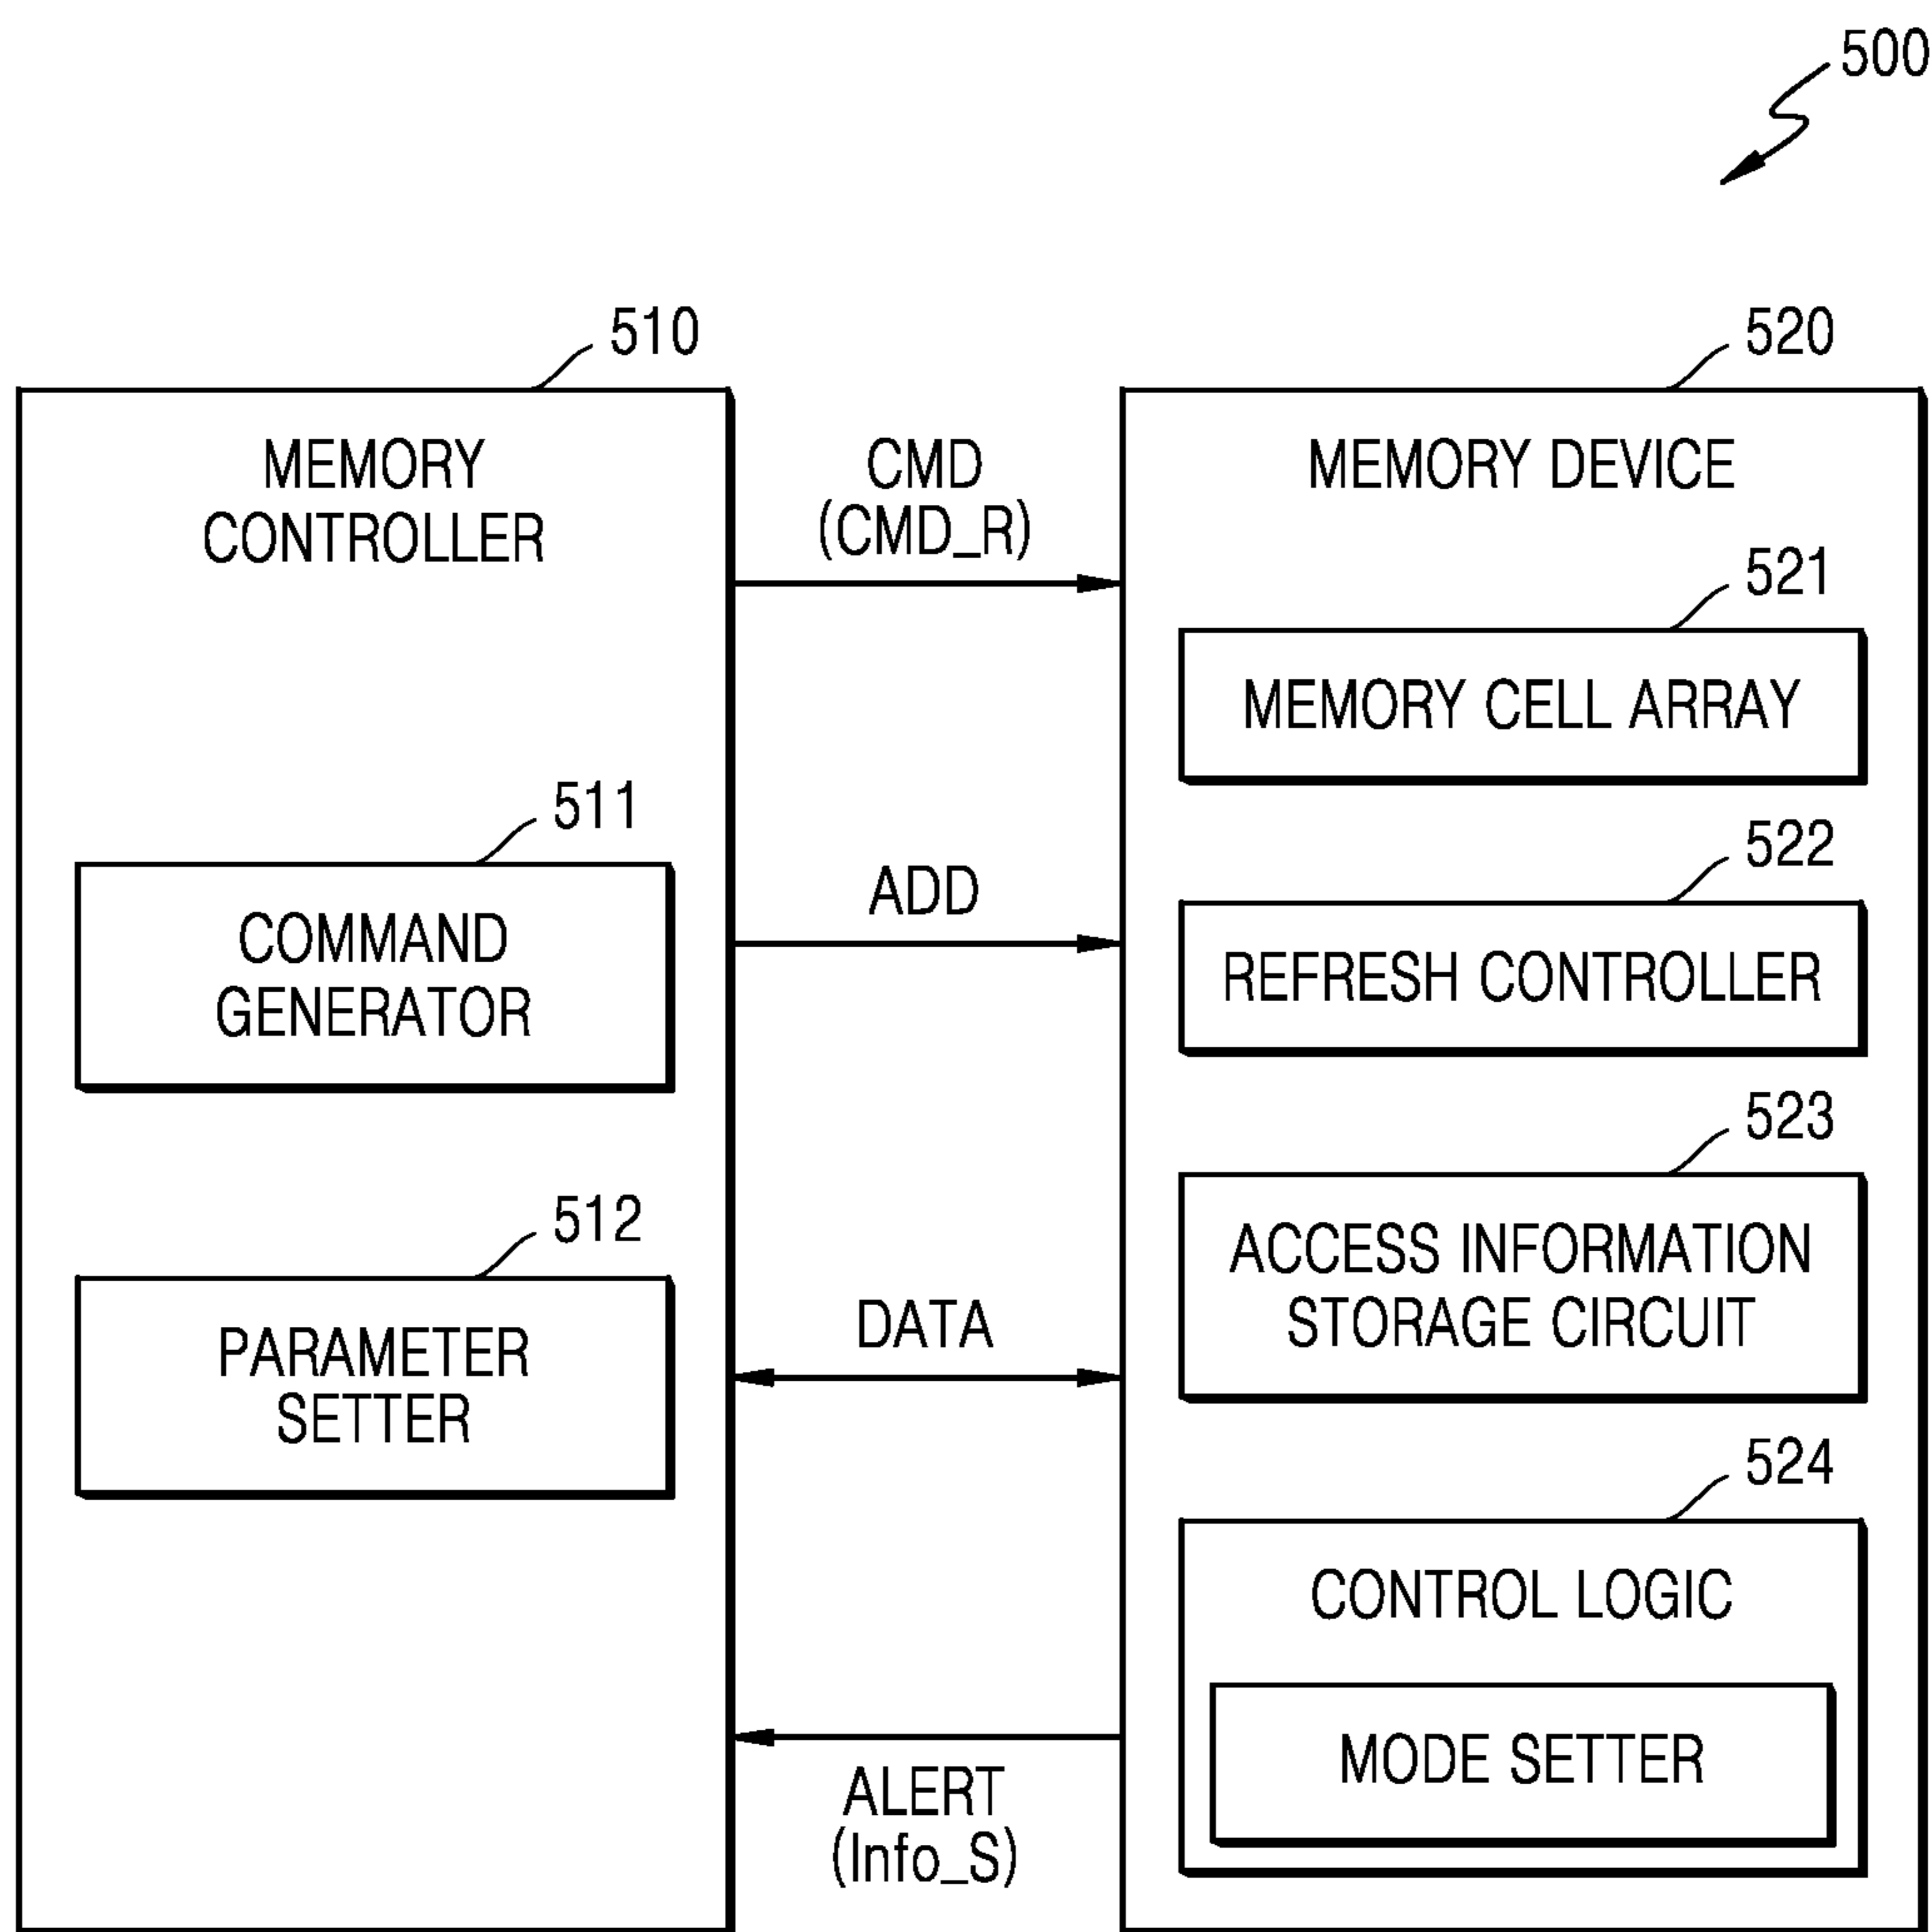 500
510
MEMORY
CONTROLLER
511
COMMAND
GENERATOR
512
PARAMETER
SETTER
CMD
(CMD_R)
ADD
DATA
ALERT
(Info_S)
520
MEMORY DEVICE
521
MEMORY CELL ARRAY
522
REFRESH CONTROLLER
523
ACCESS INFORMATION
STORAGE CIRCUIT
524
CONTROL LOGIC
MODE SETTER